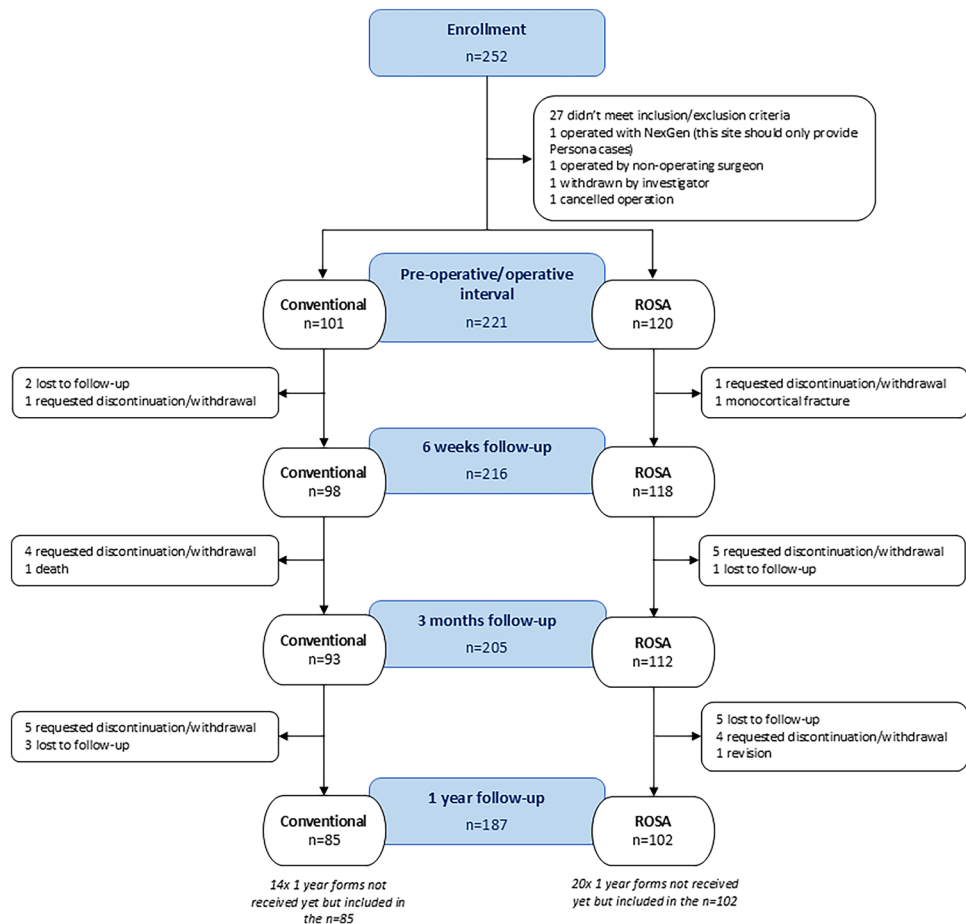 Enrollment
n=252
27 didn't meet inclusion/exclusion criteria
1 operated with NexGen (this site should only provide
Persona cases)
1 operated by non-operating surgeon
1 withdrawn by investigator
1 cancelled operation
Conventional
n=101
Pre-operative/operative
interval
n=221
ROSA
n=120
2 lost to follow-up
1 requested discontinuation/withdrawal
1 requested discontinuation/withdrawal
1 monocortical fracture
Conventional
n=98
6 weeks follow-up
n=216
ROSA
n=118
4 requested discontinuation/withdrawal
1 death
5 requested discontinuation/withdrawal
1 lost to follow-up
Conventional
n=93
3 months follow-up
n=205
ROSA
n=112
5 requested discontinuation/withdrawal
3 lost to follow-up
5 lost to follow-up
4 requested discontinuation/withdrawal
1 revision
Conventional
n=85
1 year follow-up
n=187
ROSA
n=102
14x 1 year forms not
received yet but included in
the n=85
20x 1 year forms not received
yet but included in the n=102